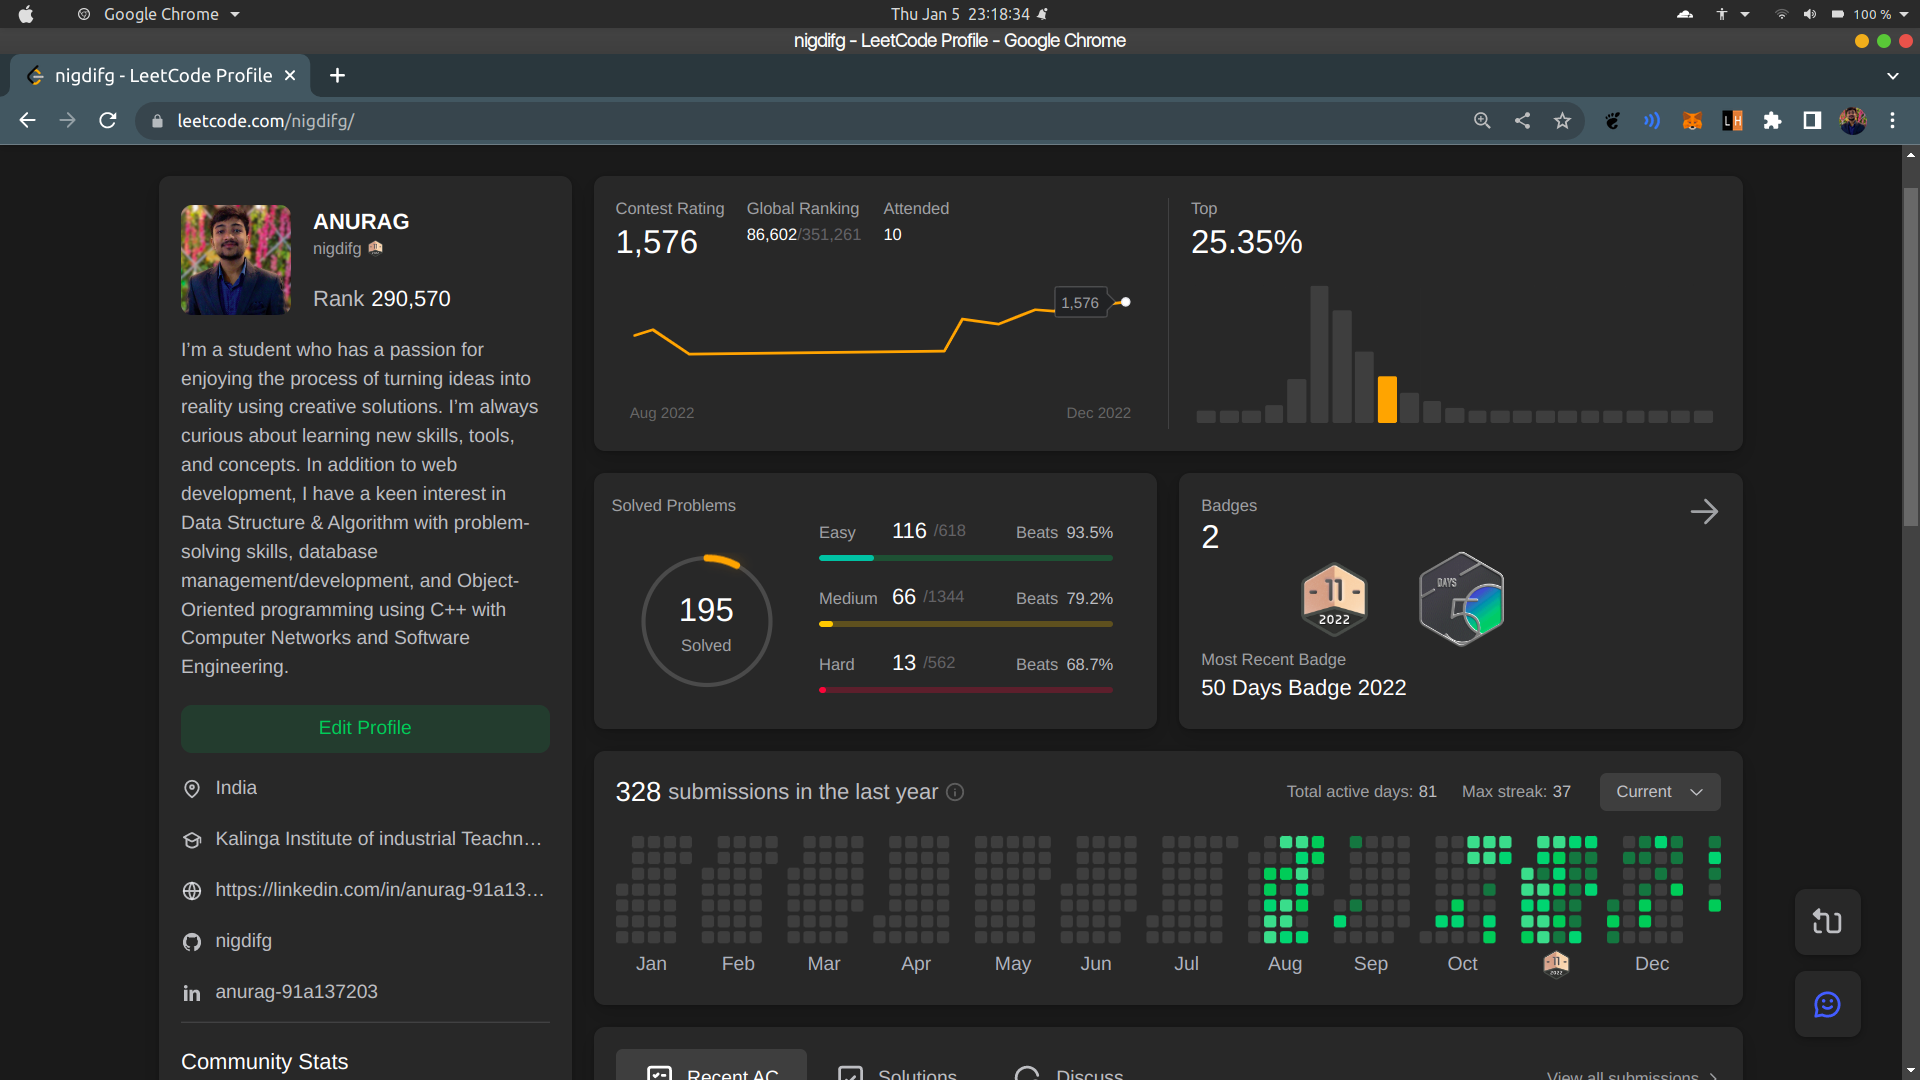 Google Chrome
Thu Jan 5 23:18:34
100 %
nigdifg - LeetCode Profile - Google Chrome
nigdifg - LeetCode Profile
leetcode.com/nigdifg/
LH
ANURAG
nigdifg
Rank 290,570
I’m a student who has a passion for
enjoying the process of turning ideas into
reality using creative solutions. I’m always
curious about learning new skills, tools,
and concepts. In addition to web
development, I have a keen interest in
Data Structure & Algorithm with problem-
solving skills, database
management/development, and Object-
Oriented programming using C++ with
Computer Networks and Software
Engineering.
Edit Profile
India
Kalinga Institute of industrial Teachn…
https://linkedin.com/in/anurag-91a13…
nigdifg
anurag-91a137203
Community Stats
Contest Rating
1,576
Global Ranking
86,602/351,261
Attended
10
1,576
Aug 2022
Dec 2022
Top
25.35%
Solved Problems
195
Solved
Easy 116 /618 Beats 93.5%
Medium 66 /1344 Beats 79.2%
Hard 13 /562 Beats 68.7%
Badges
2
11
2022
DAYS
5
Most Recent Badge
50 Days Badge 2022
328 submissions in the last year
Total active days: 81
Max streak: 37
Current
Jan Feb Mar Apr May Jun Jul Aug Sep Oct 11 2022 Dec
Recent AC
Solutions
Discuss
View all submissions